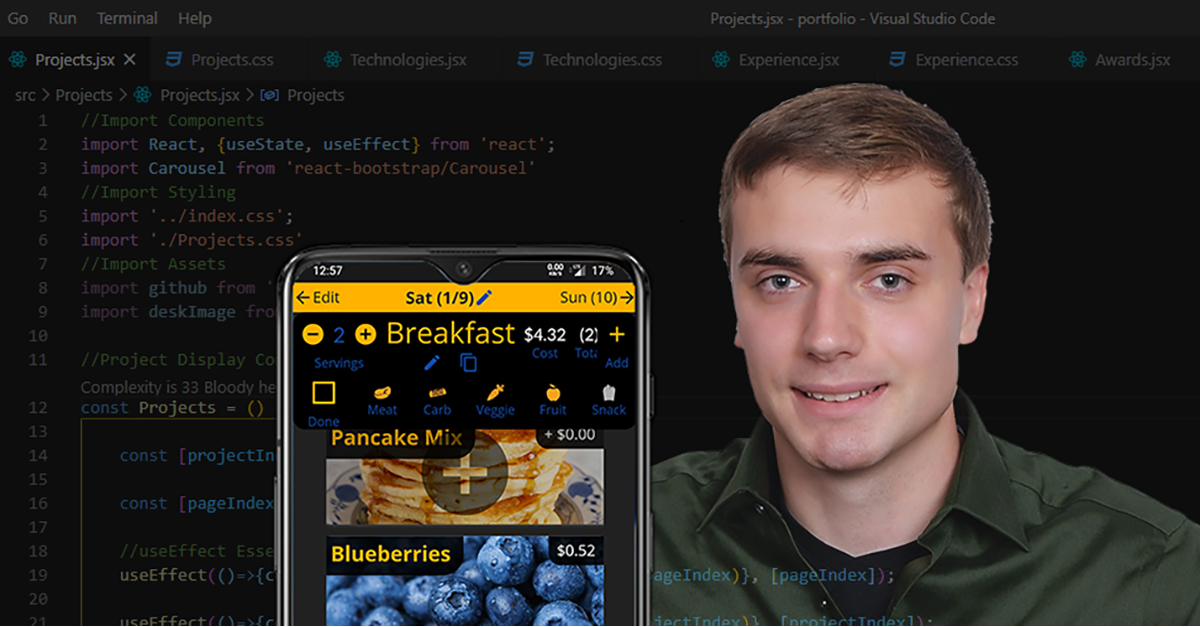 Go Run Terminal Help Projects.jsx - portfolio - Visual Studio Code
Projects.jsx Projects.css Technologies.jsx Technologies.css Experience.jsx Experience.css Awards.jsx
src > Projects > Projects.jsx > Projects
1 //Import Components
2 import React, {useState, useEffect} from 'react';
3 import Carousel from 'react-bootstrap/Carousel'
4 //Import Styling
5 import '../index.css';
6 import './Projects.css'
7 //Import Assets
8 import github from '
9 import deskImage fro
10
11 //Project Display Co
Complexity is 33 Bloody he
12 const Projects = ()
13
14 const [projectIn
15
16 const [pageIndex
17
18 //useEffect Esse
19 useEffect(()=>{c ageIndex)}, [pageIndex]);
20
21 useEffect(()=>{c jectIndex)}, [projectIndex]);
12:57 0.00 KB/S 17%
←Edit Sat (1/9) Sun (10)→
2 Breakfast $4.32 (2) +
Servings Cost Tota Add
Done Meat Carb Veggie Fruit Snack
Pancake Mix + $0.00
Blueberries $0.52